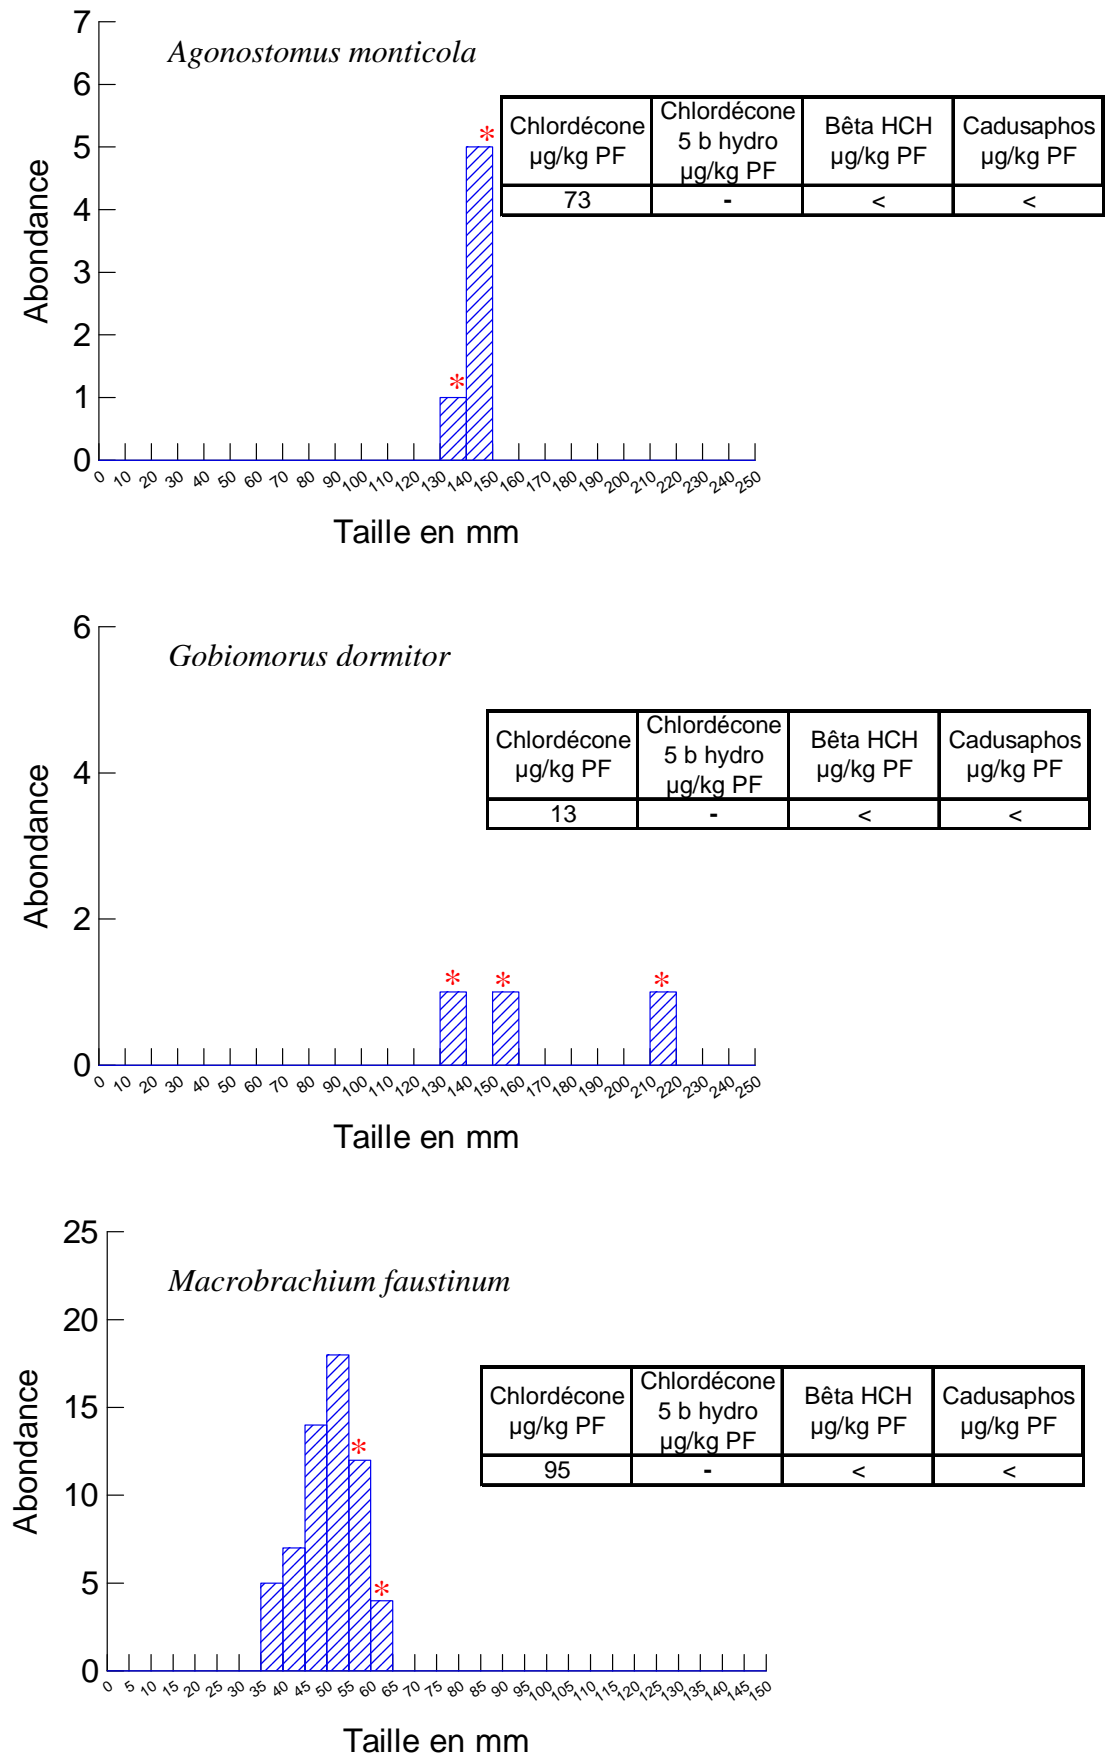 Agonostomus monticola
Abondance
7
6
5
4
3
2
1
0
*
*
Chlordécone µg/kg PF
Chlordécone 5 b hydro µg/kg PF
Bêta HCH µg/kg PF
Cadusaphos µg/kg PF
73 - < <
0 10 20 30 40 50 60 70 80 90 100 110 120 130 140 150 160 170 180 190 200 210 220 230 240 250
Taille en mm
Gobiomorus dormitor
Abondance
6
4
2
0
* * *
Chlordécone µg/kg PF
Chlordécone 5 b hydro µg/kg PF
Bêta HCH µg/kg PF
Cadusaphos µg/kg PF
13 - < <
0 10 20 30 40 50 60 70 80 90 100 110 120 130 140 150 160 170 180 190 200 210 220 230 240 250
Taille en mm
Macrobrachium faustinum
Abondance
25
20
15
10
5
0
*
*
Chlordécone µg/kg PF
Chlordécone 5 b hydro µg/kg PF
Bêta HCH µg/kg PF
Cadusaphos µg/kg PF
95 - < <
0 5 10 15 20 25 30 35 40 45 50 55 60 65 70 75 80 85 90 95 100 105 110 115 120 125 130 135 140 145 150
Taille en mm